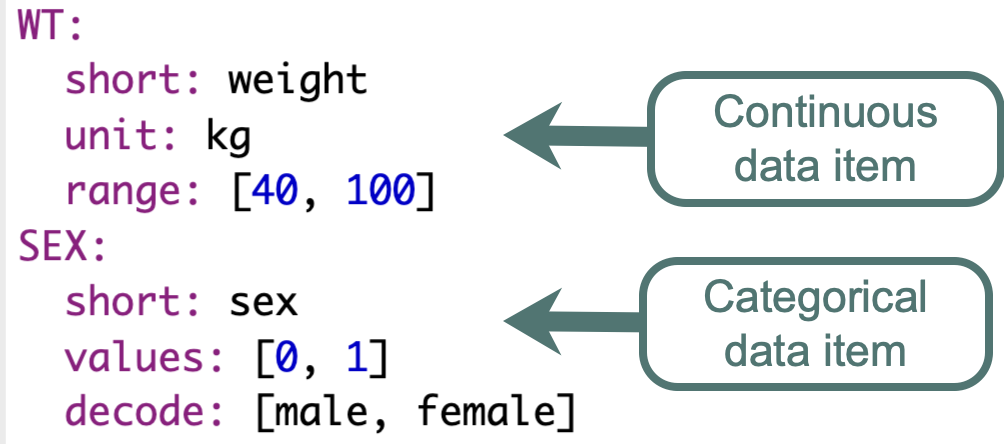 WT:
  short: weight
  unit: kg
  range: [40, 100]
SEX:
  short: sex
  values: [0, 1]
  decode: [male, female]
Continuous
data item
Categorical
data item